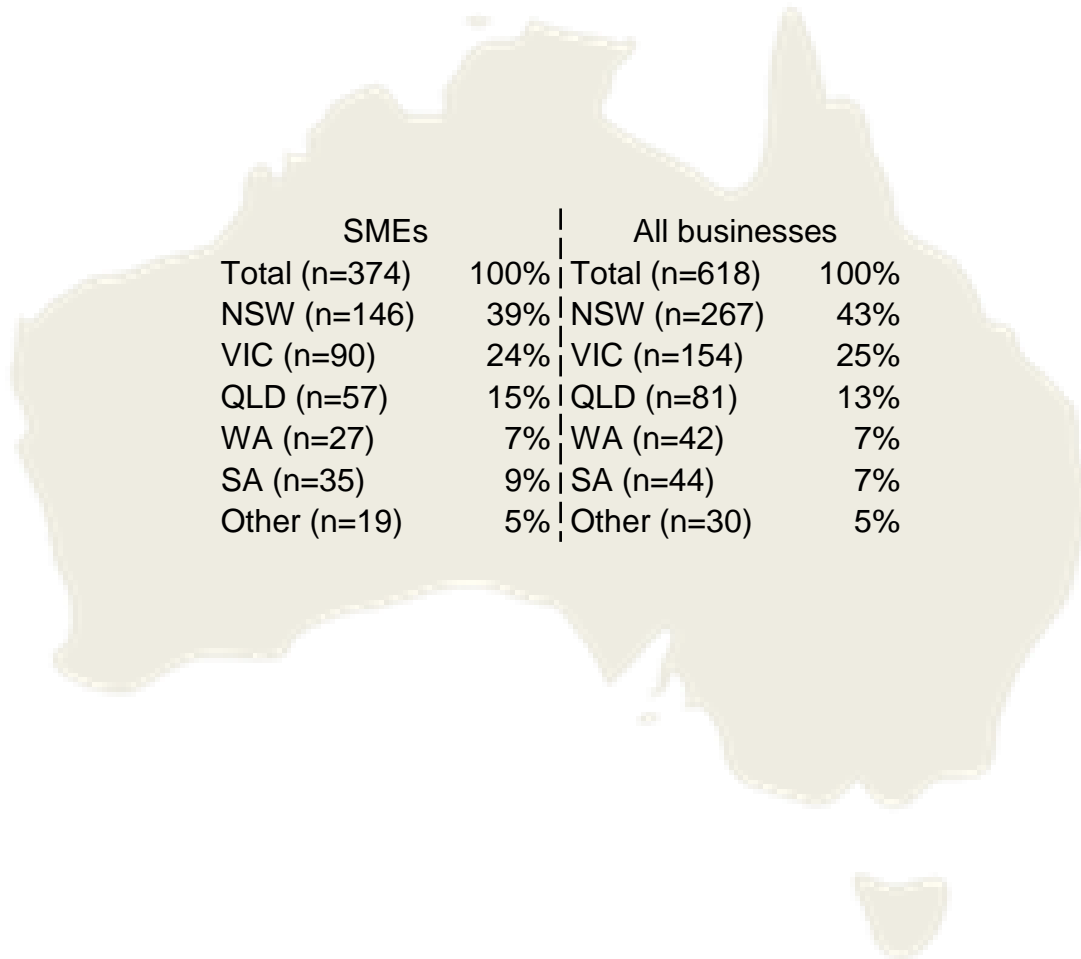 SMEs All businesses
Total (n=374) 100% Total (n=618) 100%
NSW (n=146) 39% NSW (n=267) 43%
VIC (n=90) 24% VIC (n=154) 25%
QLD (n=57) 15% QLD (n=81) 13%
WA (n=27) 7% WA (n=42) 7%
SA (n=35) 9% SA (n=44) 7%
Other (n=19) 5% Other (n=30) 5%